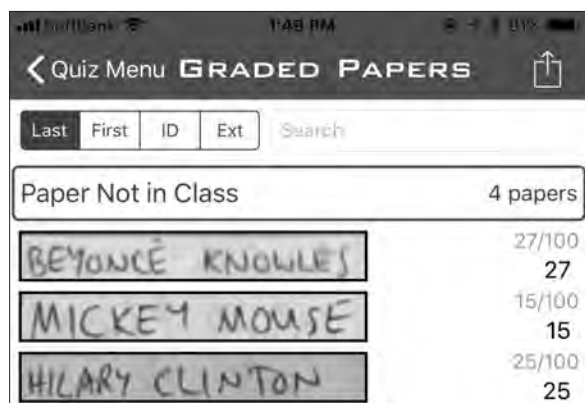 1:48 PM
Quiz Menu GRADED PAPERS
Last First ID Ext Search
Paper Not in Class 4 papers
27/100
BEYONCÉ KNOWLES
27
15/100
MICKEY MOUSE
15
25/100
HILARY CLINTON
25